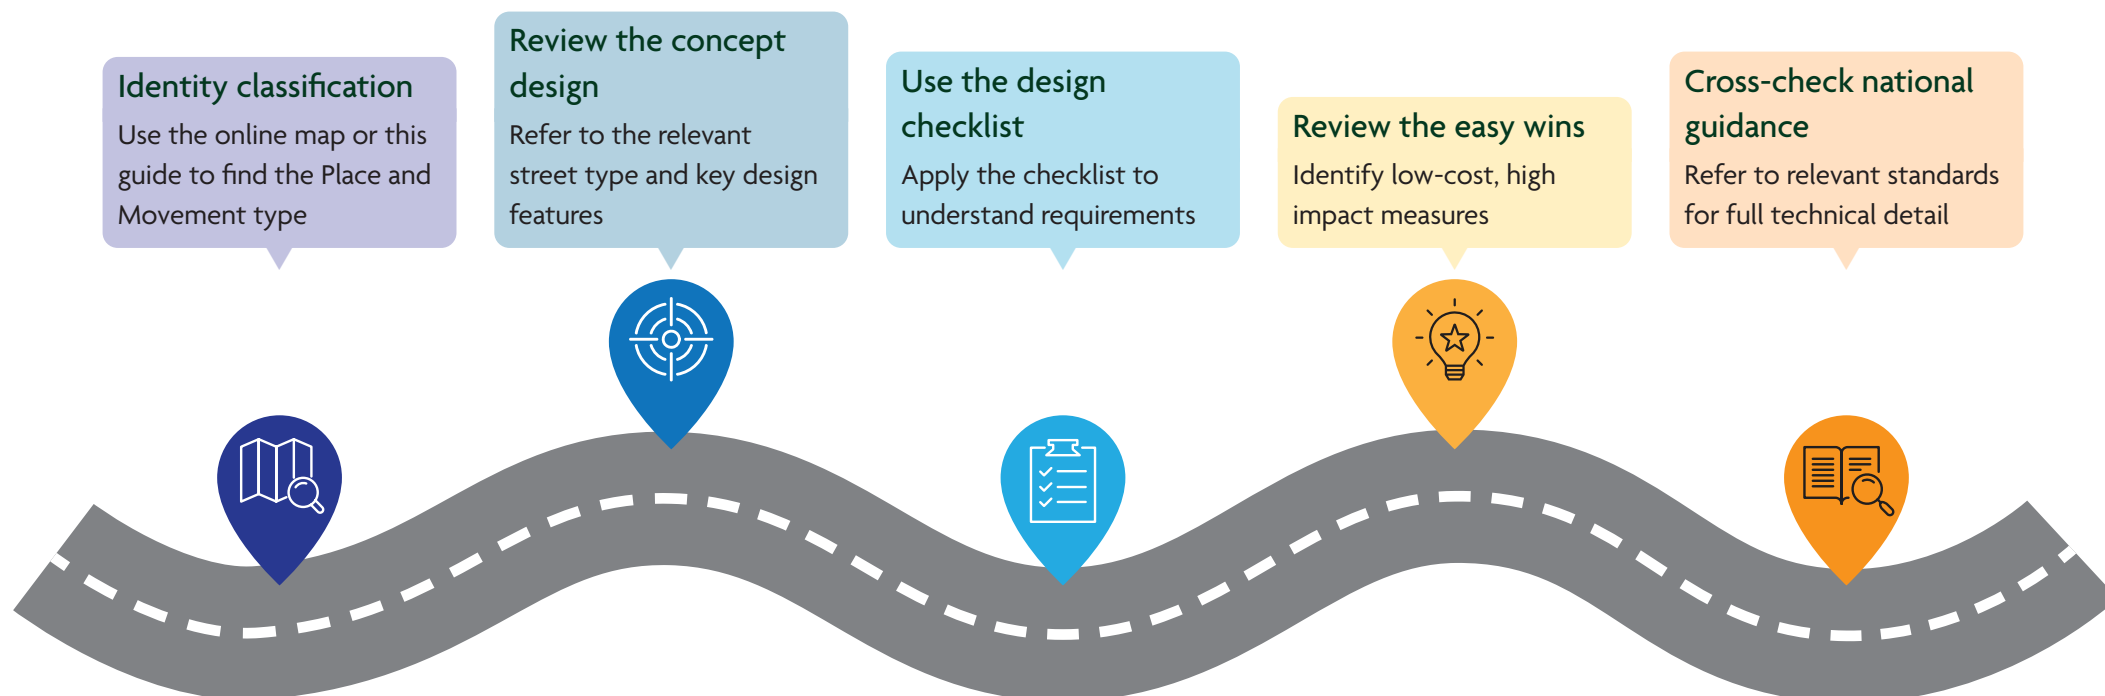 Identity classification
Use the online map or this
guide to find the Place and
Movement type
Review the concept
design
Refer to the relevant
street type and key design
features
Use the design
checklist
Apply the checklist to
understand requirements
Review the easy wins
Identify low-cost, high
impact measures
Cross-check national
guidance
Refer to relevant standards
for full technical detail